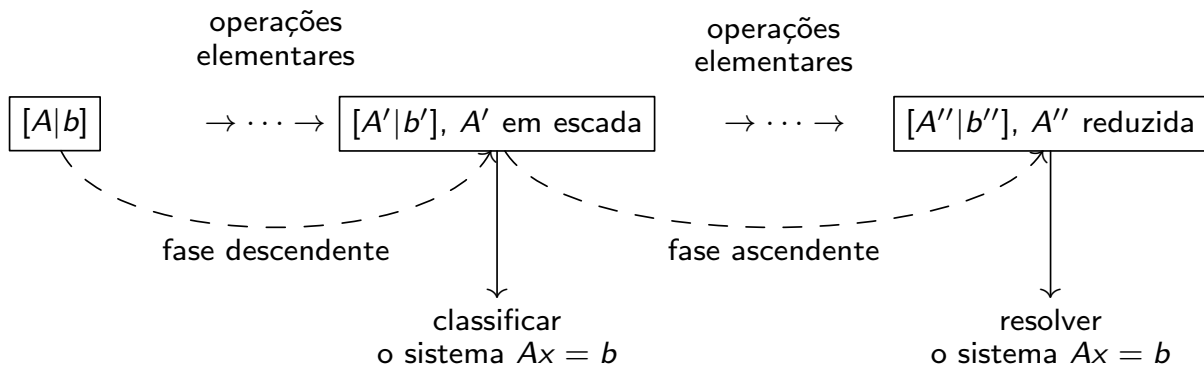 operações
elementares
operações
elementares
[A|b] → ··· → [A′|b′], A′ em escada → ··· → [A′′|b′′], A′′ reduzida
fase descendente
fase ascendente
classificar
o sistema Ax = b
resolver
o sistema Ax = b